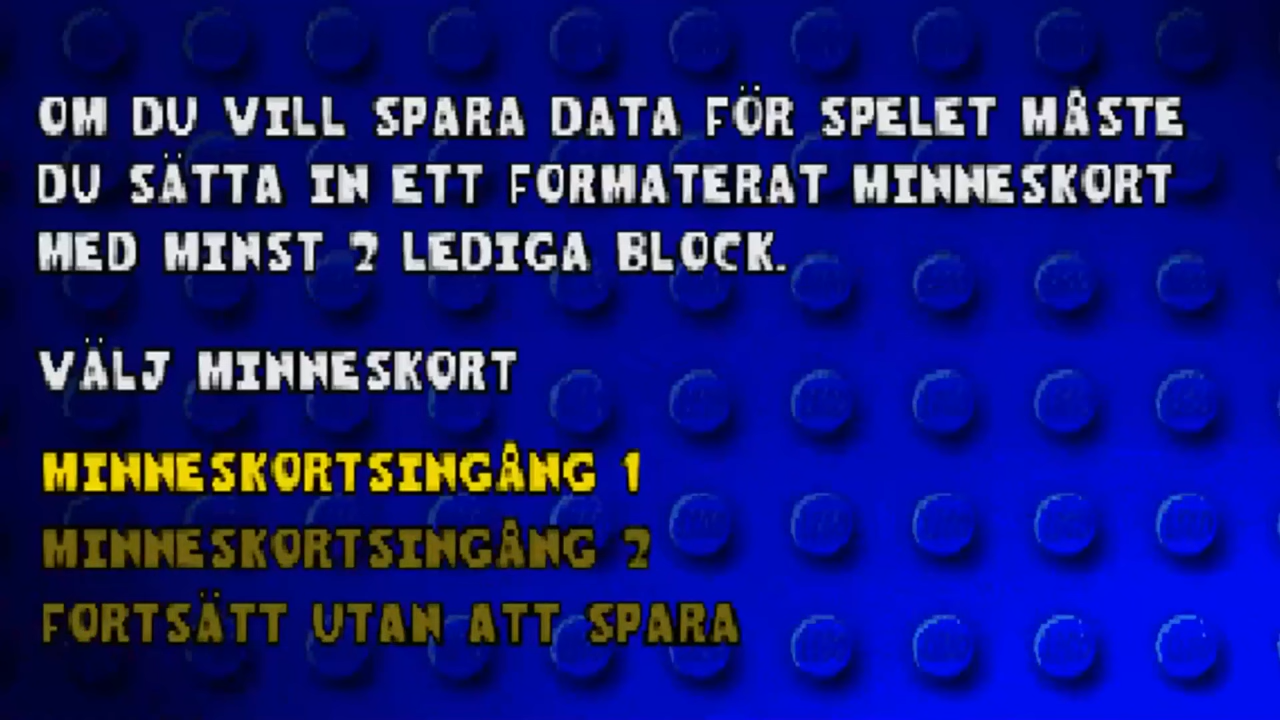 OM DU VILL SPARA DATA FÖR SPELET MÅSTE
DU SÄTTA IN ETT FORMATERAT MINNESKORT
MED MINST 2 LEDIGA BLOCK.
VÄLJ MINNESKORT
MINNESKORTSINGÅNG 1
MINNESKORTSINGÅNG 2
FORTSÄTT UTAN ATT SPARA